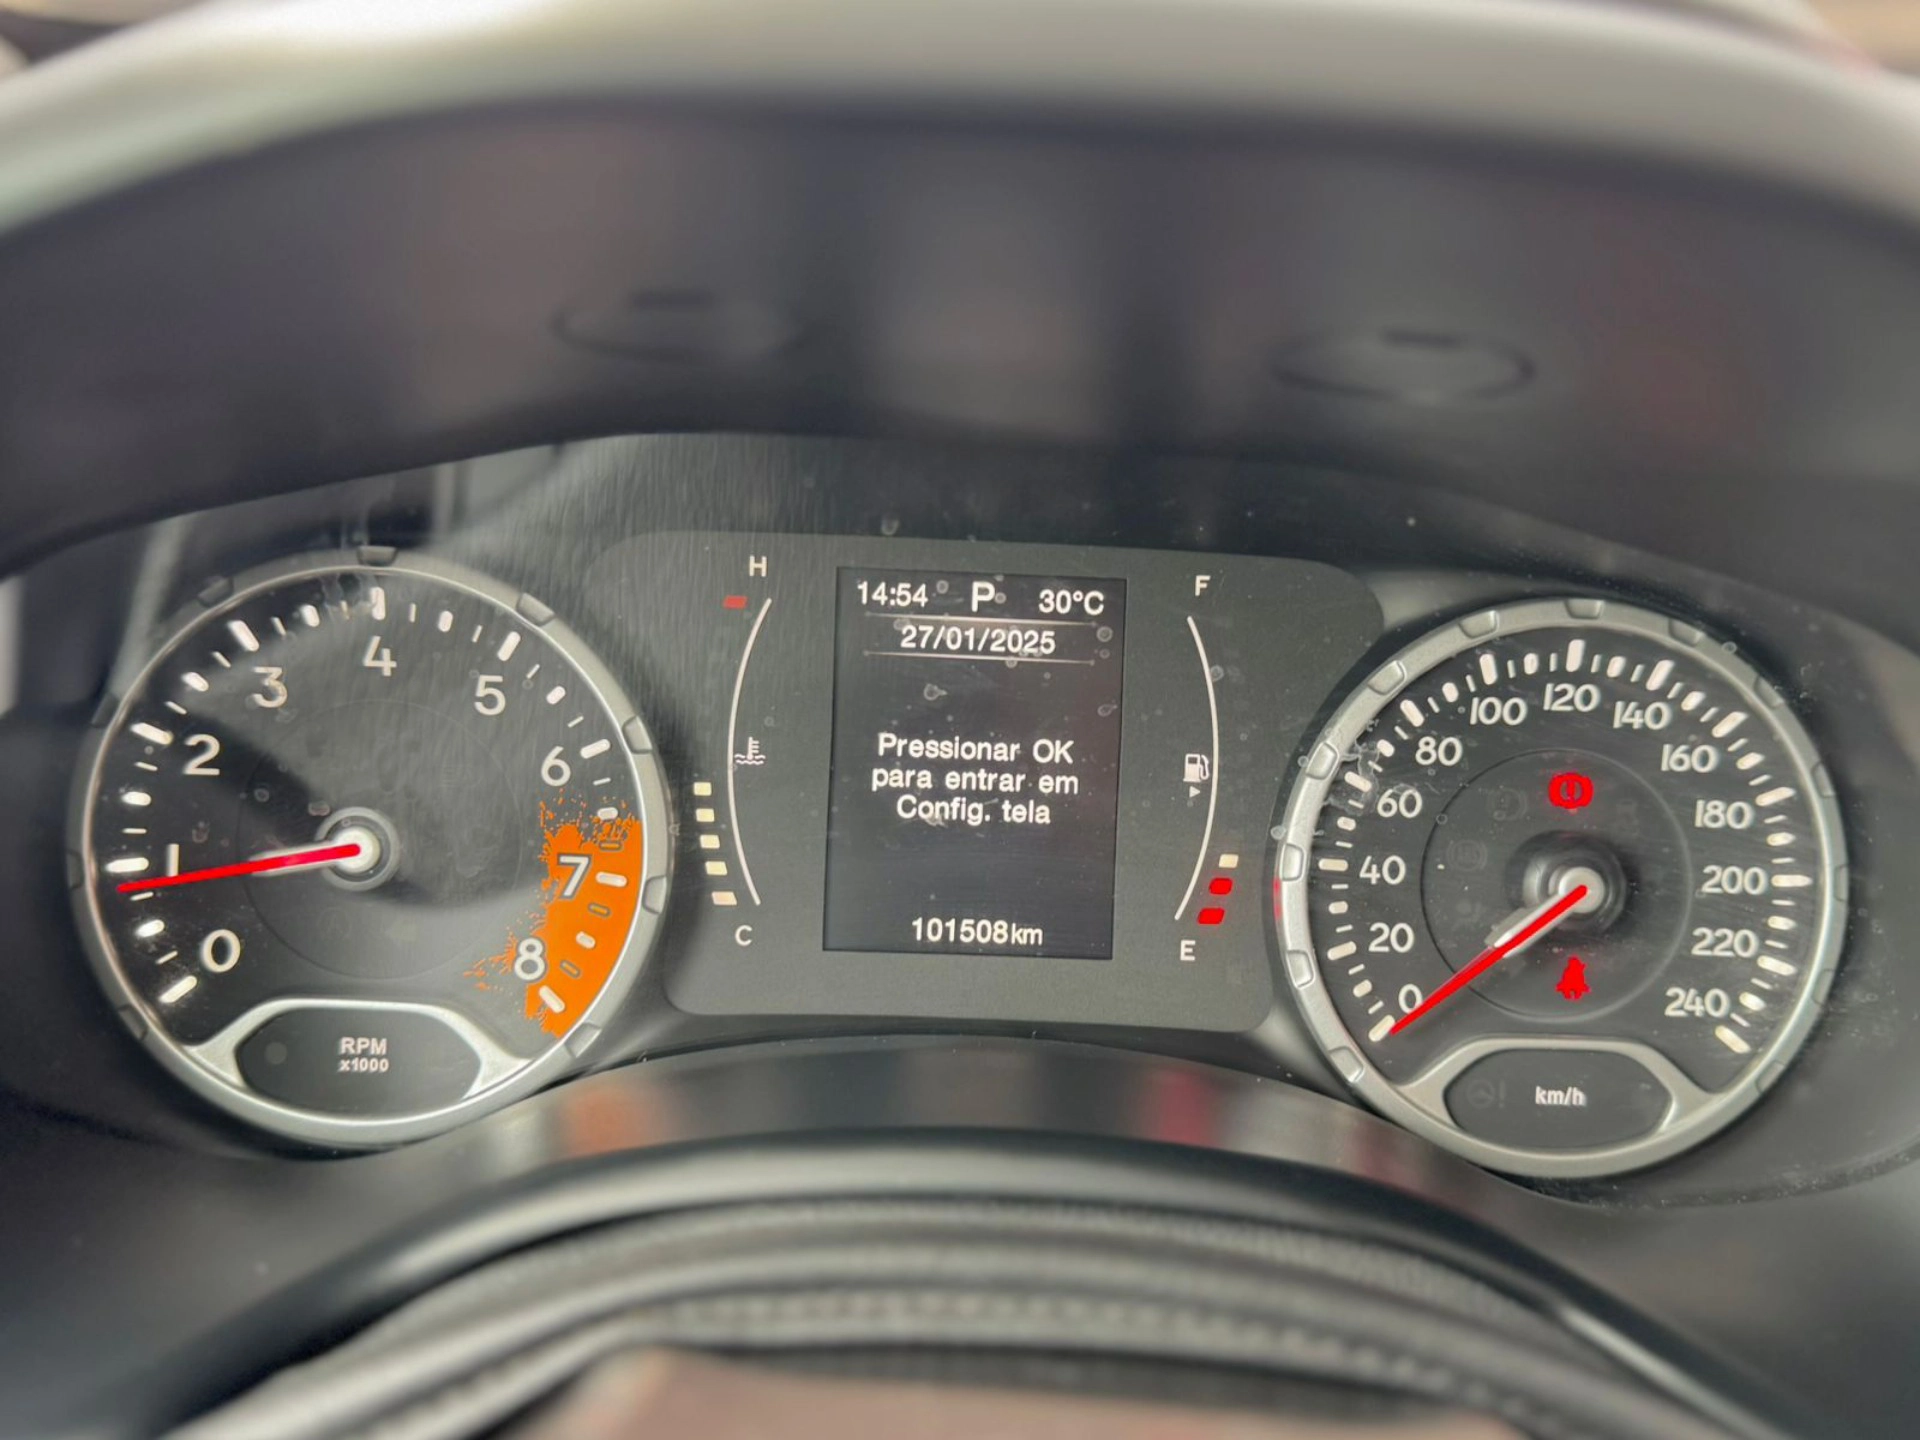 0
1
2
3
4
5
6
7
8
RPM
x1000
H
C
14:54 P 30°C
27/01/2025
Pressionar OK
para entrar em
Config. tela
101508km
F
E
0
20
40
60
80
100
120
140
160
180
200
220
240
km/h